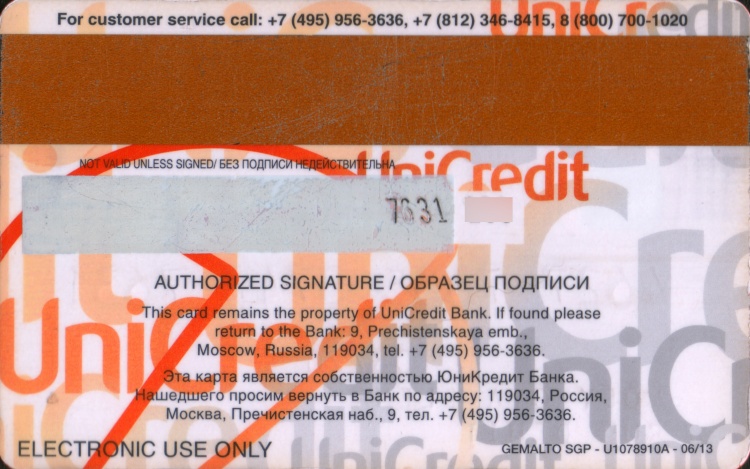 For customer service call: +7 (495) 956-3636, +7 (812) 346-8415, 8 (800) 700-1020
NOT VALID UNLESS SIGNED/ БЕЗ ПОДПИСИ НЕДЕЙСТВИТЕЛЬНА
UniCredit
7631
AUTHORIZED SIGNATURE / ОБРАЗЕЦ ПОДПИСИ
This card remains the property of UniCredit Bank. If found please
return to the Bank: 9, Prechistenskaya emb.,
Moscow, Russia, 119034, tel. +7 (495) 956-3636.
Эта карта является собственностью ЮниКредит Банка.
Нашедшего просим вернуть в Банк по адресу: 119034, Россия,
Москва, Пречистенская наб., 9, тел. +7 (495) 956-3636.
ELECTRONIC USE ONLY
GEMALTO SGP - U1078910A - 06/13